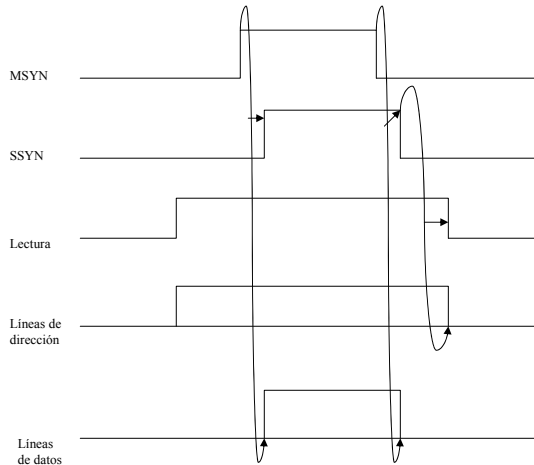 MSYN
SSYN
Lectura
Líneas de
dirección
Líneas
de datos